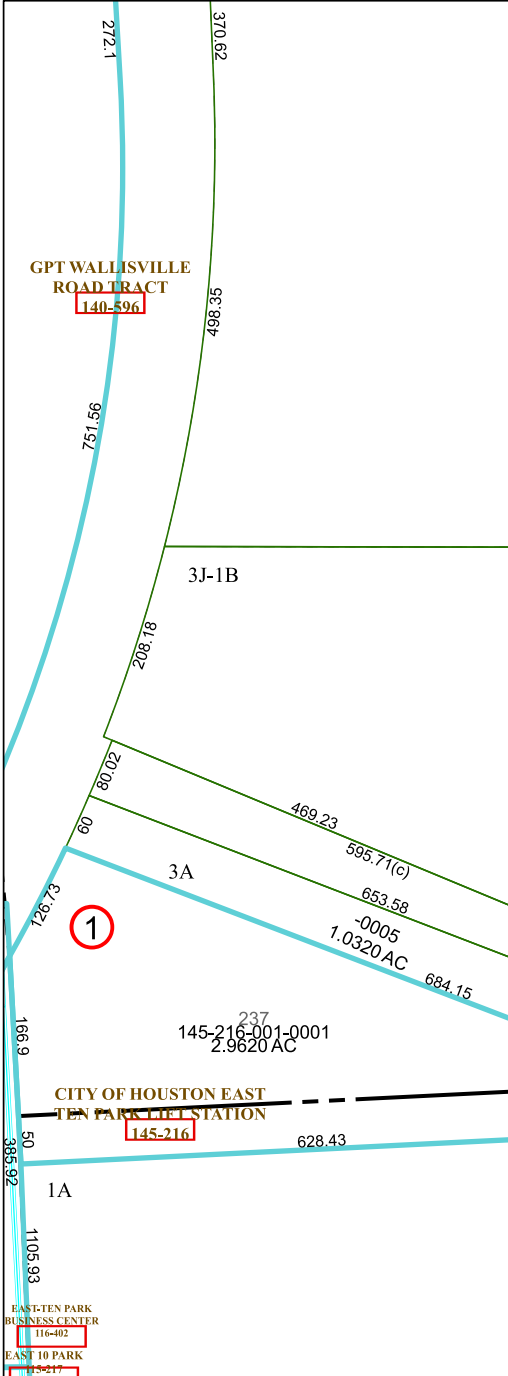 272.1
370.62
GPT WALLISVILLE
ROAD TRACT
140-596
498.35
751.56
3J-1B
208.18
80.02
469.23
60
595.71(c)
3A
653.58
126.73
1
-0005
1.0320 AC
684.15
237
145-216-001-0001
2.9620 AC
166.9
CITY OF HOUSTON EAST
TEN PARK LIFT STATION
145-216
50
628.43
385.92
1A
1105.93
EAST-TEN PARK
BUSINESS CENTER
116-402
EAST 10 PARK
115-217